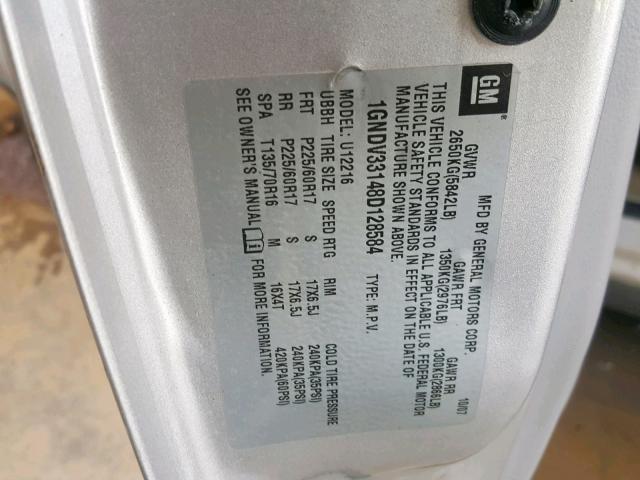 GM ®
MFD BY GENERAL MOTORS CORP. 10/07
GVWR GAWR FRT GAWR RR
2650KG(5842LB) 1350KG(2976LB) 1300KG(2866LB)
THIS VEHICLE CONFORMS TO ALL APPLICABLE U.S. FEDERAL MOTOR
VEHICLE SAFETY STANDARDS IN EFFECT ON THE DATE OF
MANUFACTURE SHOWN ABOVE.
1GNDV33148D128584 TYPE: M.P.V.
MODEL: U12216
UBBH TIRE SIZE SPEED RTG RIM COLD TIRE PRESSURE
FRT P225/60R17 S 17X6.5J 240KPA(35PSI)
RR P225/60R17 S 17X6.5J 240KPA(35PSI)
SPA T135/70R16 M 16X4T 420KPA(60PSI)
SEE OWNER'S MANUAL FOR MORE INFORMATION.